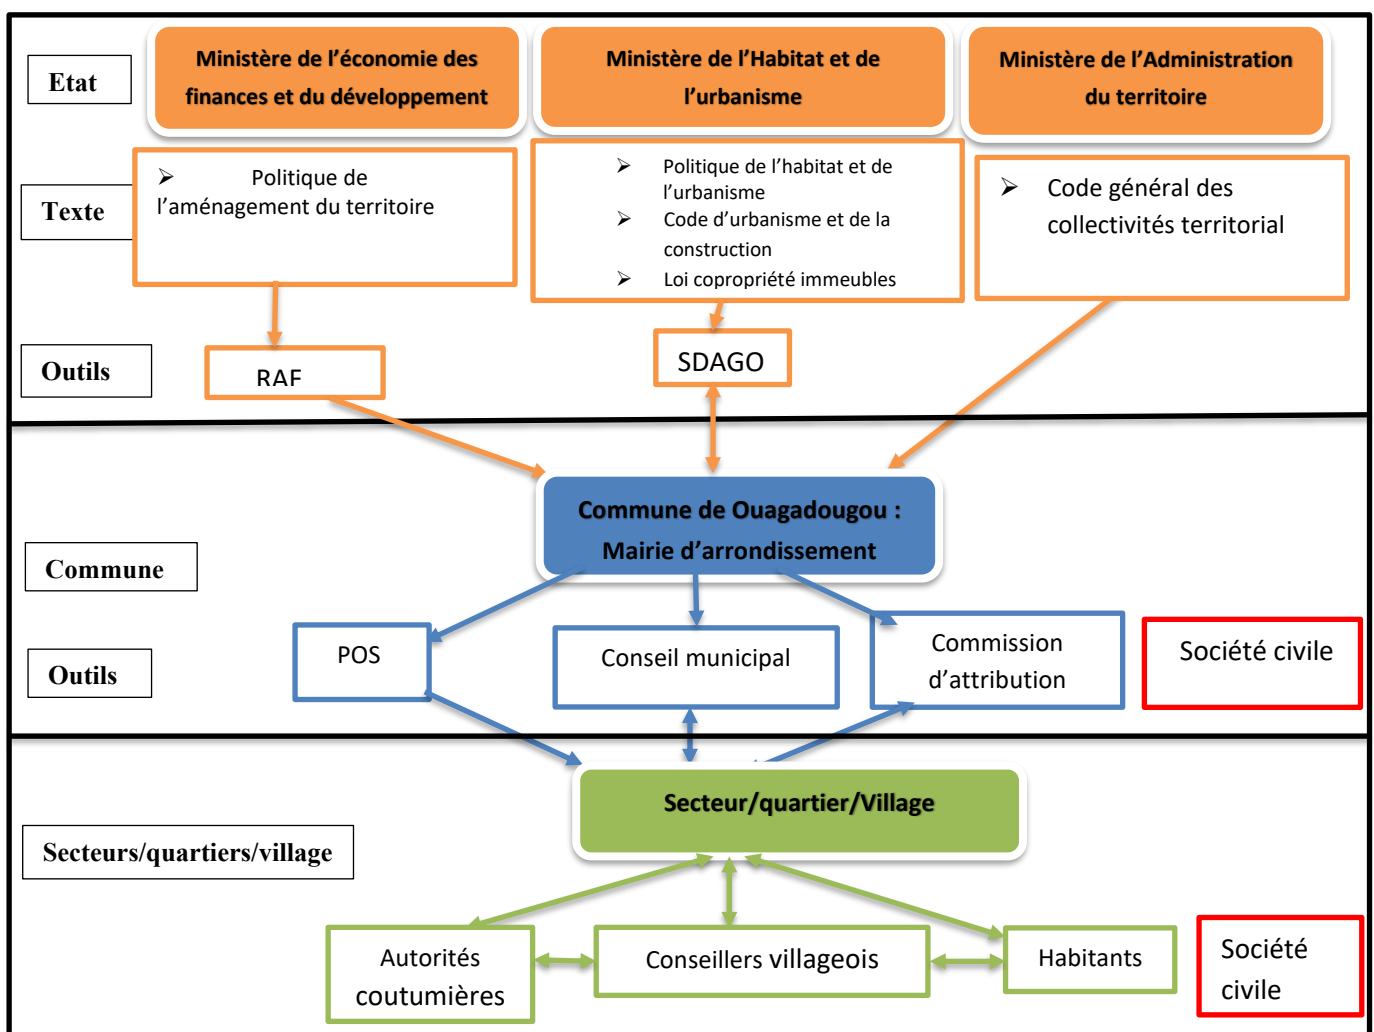 Etat
Ministère de l'économie des
finances et du développement
Ministère de l'Habitat et de
l'urbanisme
Ministère de l'Administration
du territoire
Texte
➢ Politique de
l'aménagement du territoire
➢ Politique de l'habitat et de
l'urbanisme
➢ Code d'urbanisme et de la
construction
➢ Loi copropriété immeubles
➢ Code général des
collectivités territorial
Outils
RAF
SDAGO
Commune de Ouagadougou :
Mairie d'arrondissement
Commune
Outils
POS
Conseil municipal
Commission
d'attribution
Société civile
Secteur/quartier/Village
Secteurs/quartiers/village
Autorités
coutumières
Conseillers villageois
Habitants
Société
civile